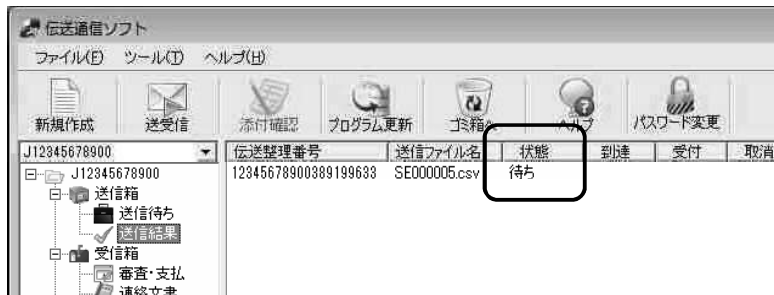 伝送通信ソフト
ファイル(F) ツール(T) ヘルプ(H)
新規作成 送受信 添付確認 プログラム更新 ゴミ箱へ ヘルプ パスワード変更
J12345678900
伝送整理番号 送信ファイル名 状態 到達 受付 取消
J12345678900
12345678900389199633 SE000005.csv 待ち
送信箱
送信待ち
送信結果
受信箱
審査・支払
連絡文書